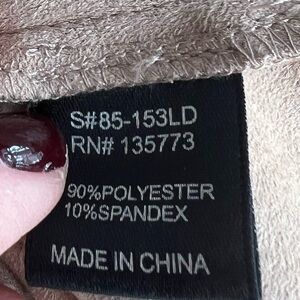 S#85-153LD
RN# 135773
90%POLYESTER
10%SPANDEX
MADE IN CHINA